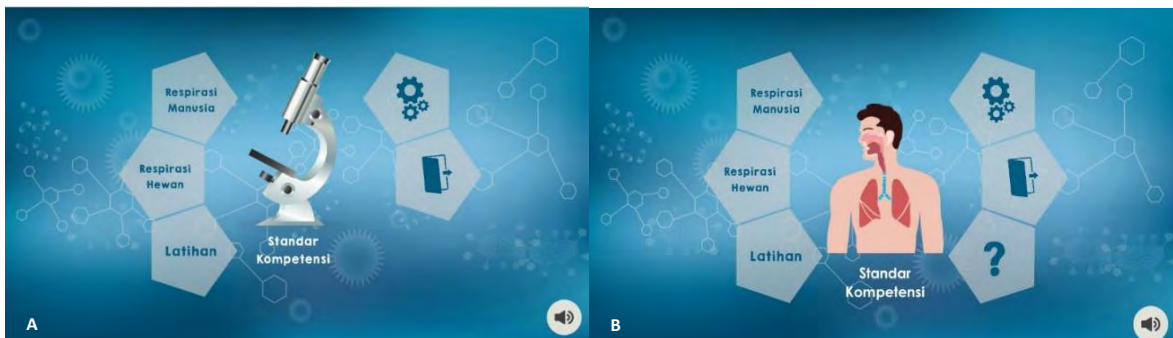 Respirasi
Manusia
Respirasi
Hewan
Latihan
Standar
Kompetensi
A
Respirasi
Manusia
Respirasi
Hewan
Latihan
?
Standar
Kompetensi
B